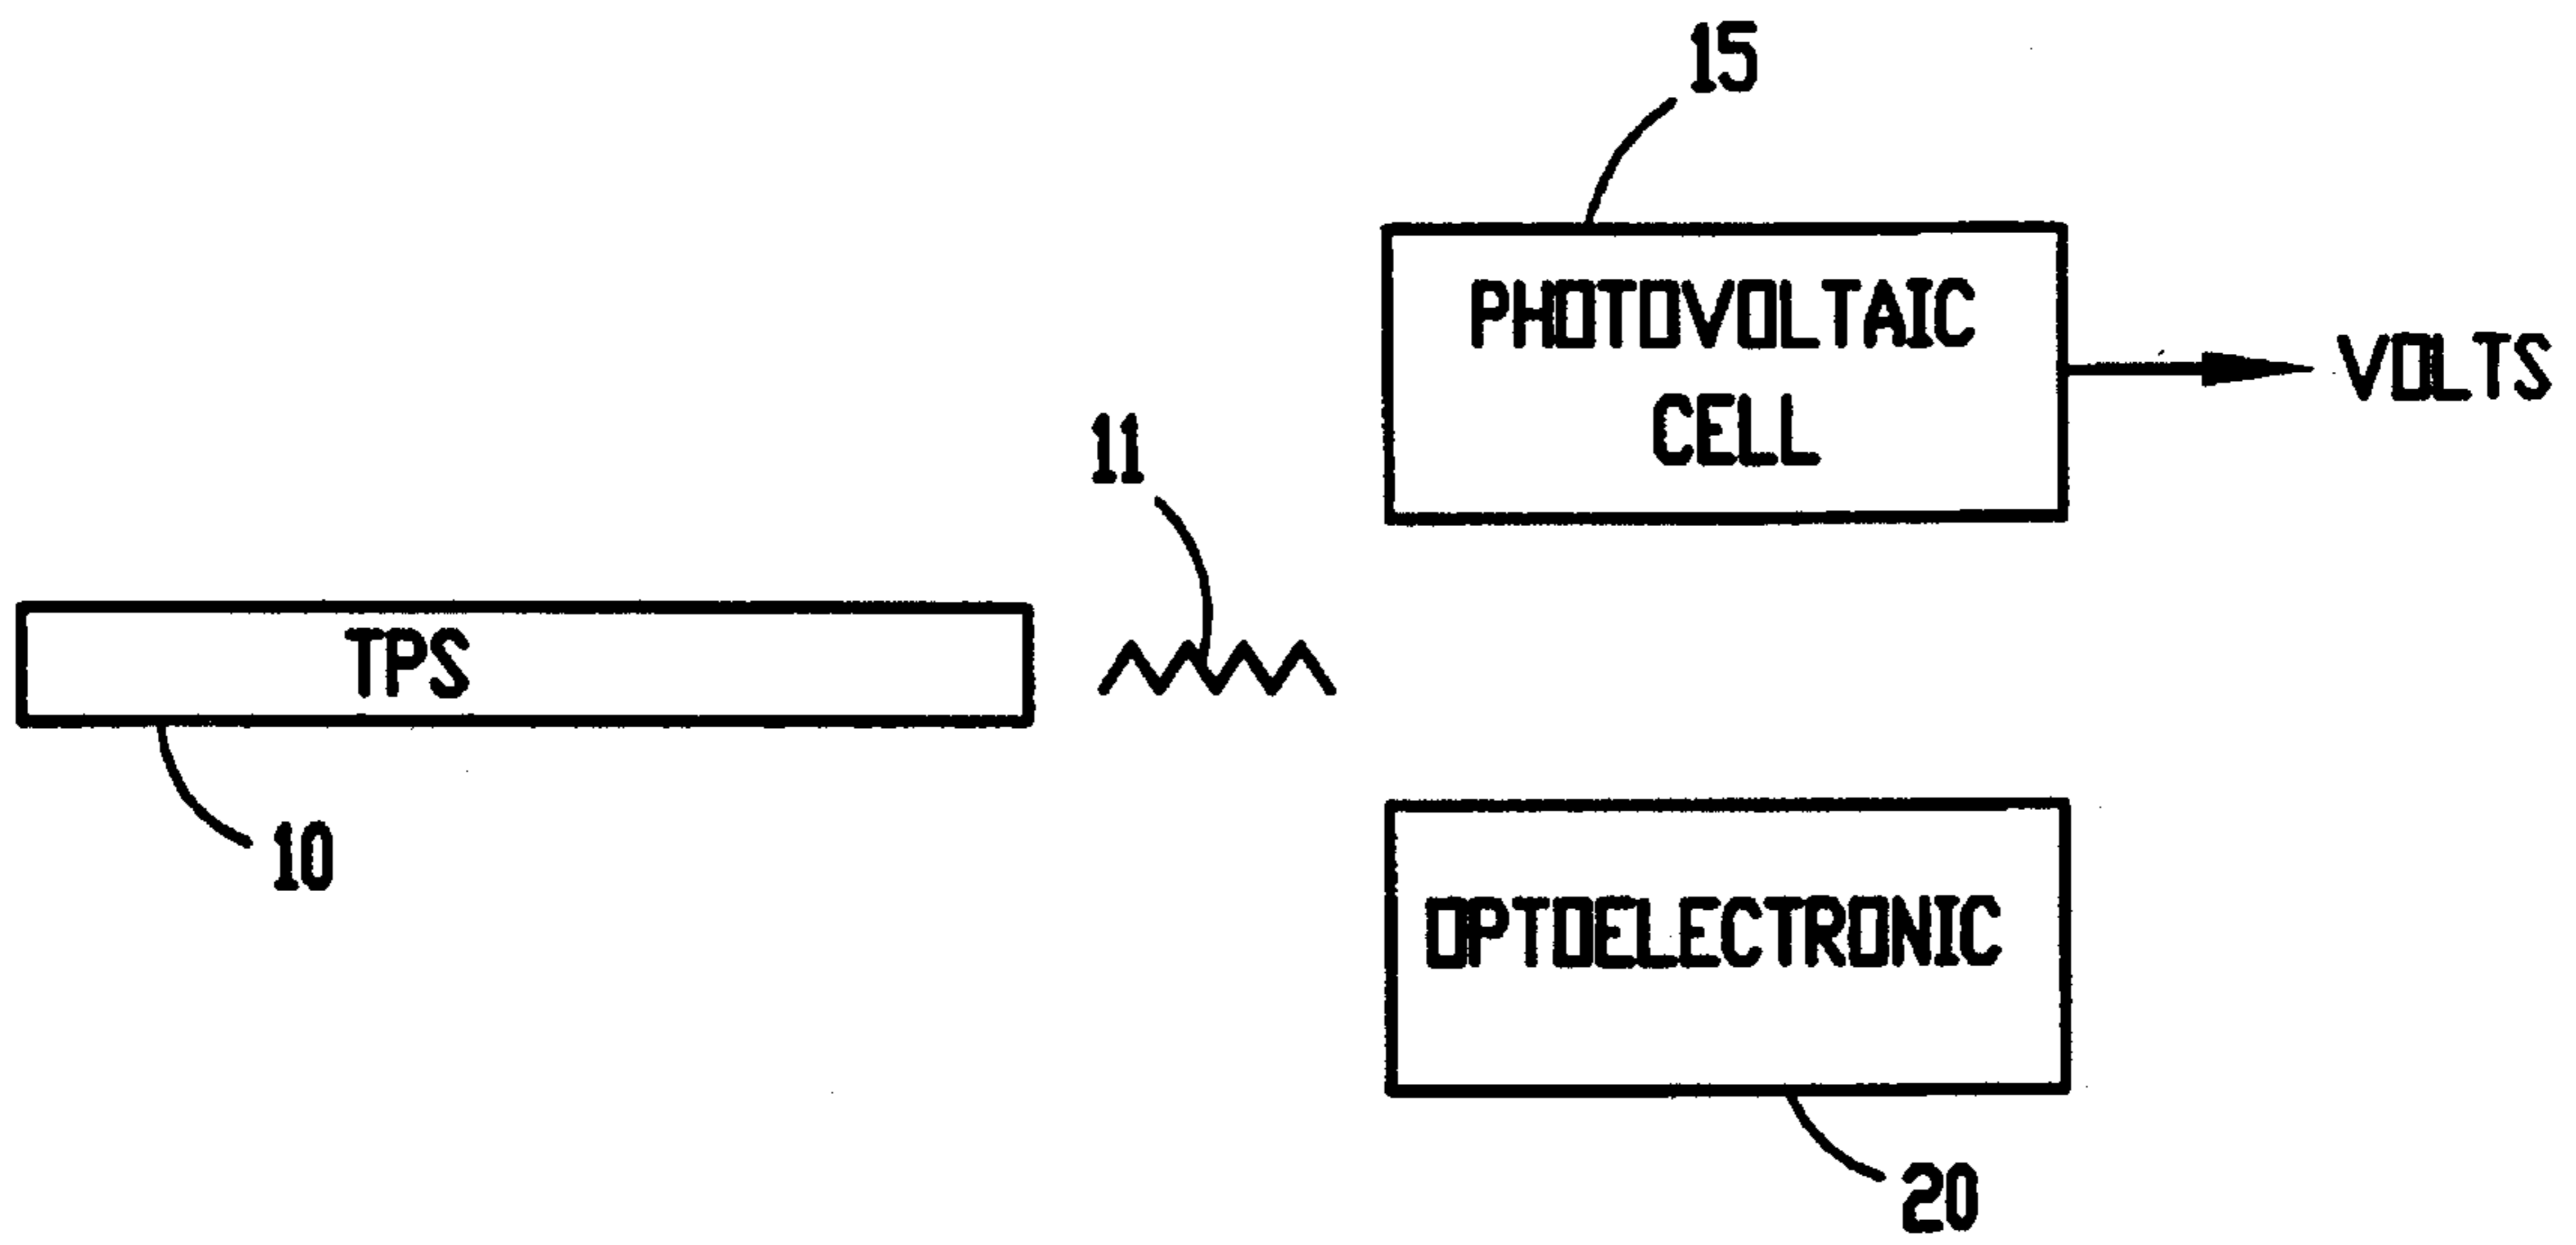 15
PHOTOVOLTAIC
CELL
VOLTS
11
TPS
10
OPTOELECTRONIC
20